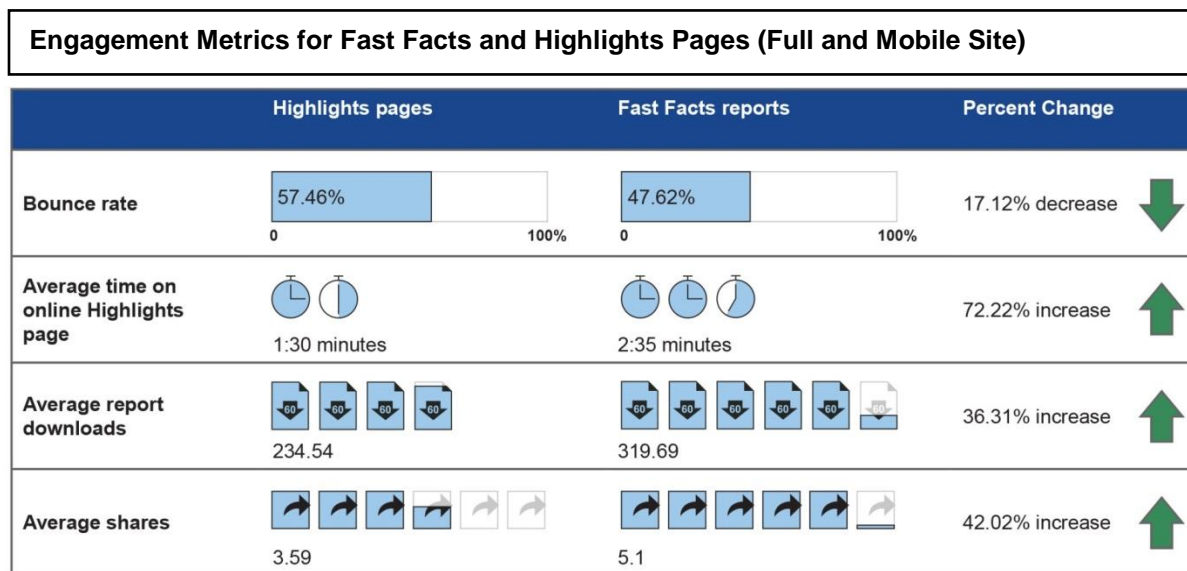 Engagement Metrics for Fast Facts and Highlights Pages (Full and Mobile Site)
Highlights pages Fast Facts reports Percent Change
Bounce rate 57.46% 47.62% 17.12% decrease
0 100% 0 100%
Average time on
online Highlights
page
1:30 minutes 2:35 minutes 72.22% increase
Average report
downloads
60 60 60 60 60 60 60 60 60 60
234.54 319.69 36.31% increase
Average shares
3.59 5.1 42.02% increase